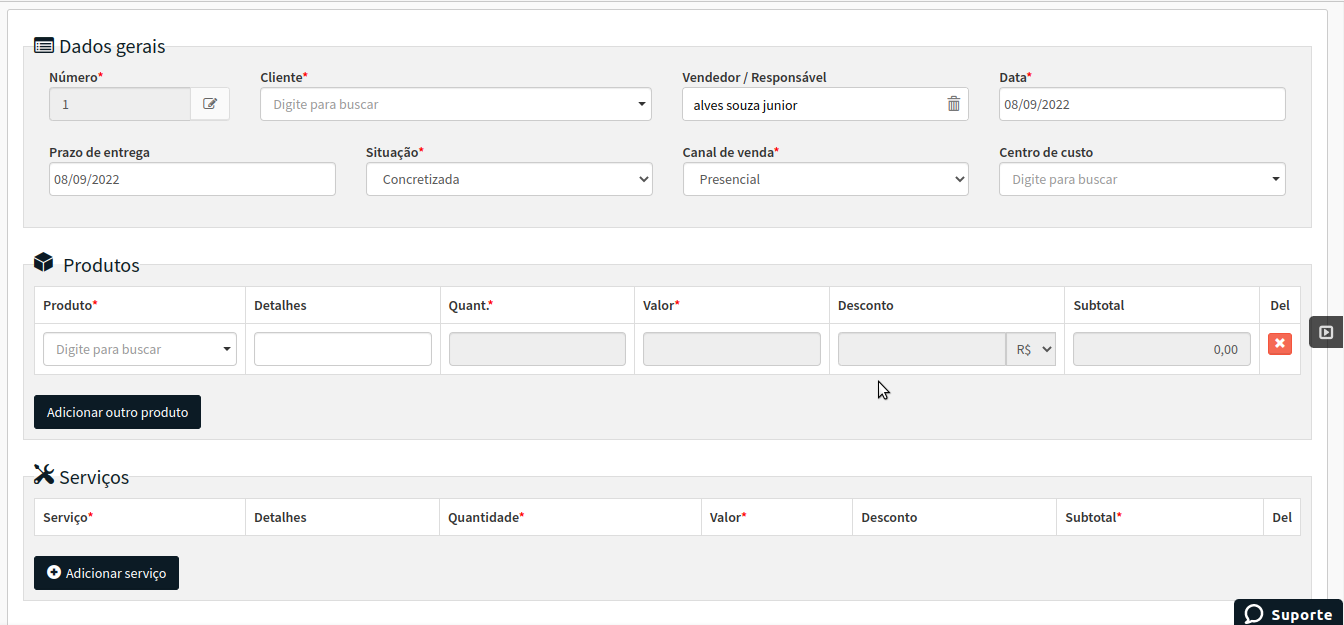 Dados gerais
Número* Cliente* Vendedor / Responsável Data*
1 Digite para buscar alves souza junior 08/09/2022
Prazo de entrega Situação* Canal de venda* Centro de custo
08/09/2022 Concretizada Presencial Digite para buscar
Produtos
Produto* Detalhes Quant.* Valor* Desconto Subtotal Del
Digite para buscar R$ 0,00
Adicionar outro produto
Serviços
Serviço* Detalhes Quantidade* Valor* Desconto Subtotal* Del
Adicionar serviço
Suporte